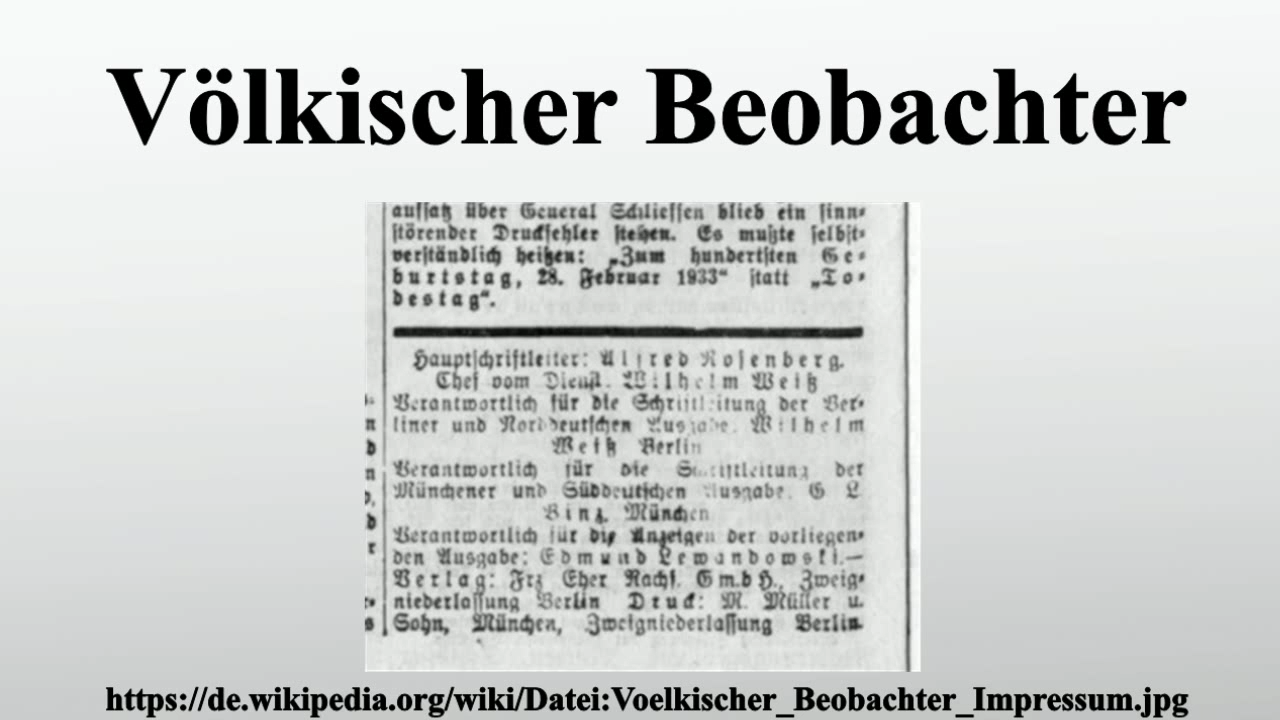 Völkischer Beobachter
aufsatz über General Schlieffen blieb ein sinn-
störender Druckfehler stehen. Es mußte selbst-
verständlich heißen: „Zum hundertsten Ge-
burtstag, 28. Februar 1933“ statt „To-
destag“.
Hauptschriftleiter: Alfred Rosenberg.
Chef vom Dienst. Wilhelm Weiß
Verantwortlich für die Schriftleitung der Ber-
liner und Norddeutschen Ausgabe. Wilhelm
Weiß Berlin
Verantwortlich für die Schriftleitung der
Münchener und Süddeutschen Ausgabe. G L
Binz, München
Verantwortlich für die Anzeigen der vorliegen-
den Ausgabe: Edmund Lewandowski.—
Verlag: Frz Eher Nachf. G.m.b.H., Zweig-
niederlassung Berlin Druck: M. Müller u.
Sohn, München, Zweigniederlassung Berlin.
https://de.wikipedia.org/wiki/Datei:Voelkischer_Beobachter_Impressum.jpg